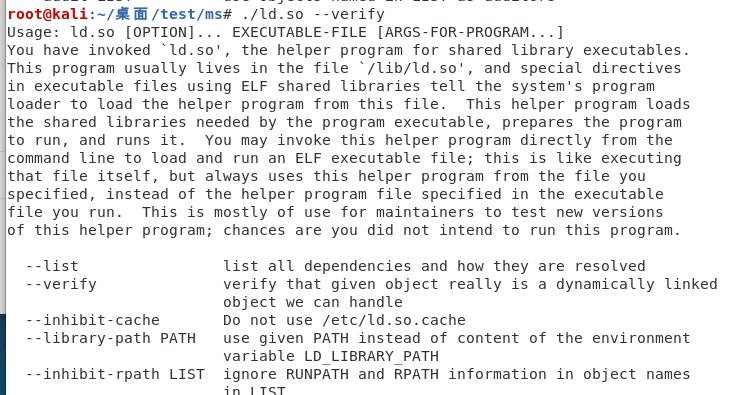 root@kali:~/桌面/test/ms# ./ld.so --verify
Usage: ld.so [OPTION]... EXECUTABLE-FILE [ARGS-FOR-PROGRAM...]
You have invoked `ld.so', the helper program for shared library executables.
This program usually lives in the file `/lib/ld.so', and special directives
in executable files using ELF shared libraries tell the system's program
loader to load the helper program from this file.  This helper program loads
the shared libraries needed by the program executable, prepares the program
to run, and runs it.  You may invoke this helper program directly from the
command line to load and run an ELF executable file; this is like executing
that file itself, but always uses this helper program from the file you
specified, instead of the helper program file specified in the executable
file you run.  This is mostly of use for maintainers to test new versions
of this helper program; chances are you did not intend to run this program.
  --list                list all dependencies and how they are resolved
  --verify              verify that given object really is a dynamically linked
                        object we can handle
  --inhibit-cache       Do not use /etc/ld.so.cache
  --library-path PATH   use given PATH instead of content of the environment
                        variable LD_LIBRARY_PATH
  --inhibit-rpath LIST  ignore RUNPATH and RPATH information in object names
                        in LIST